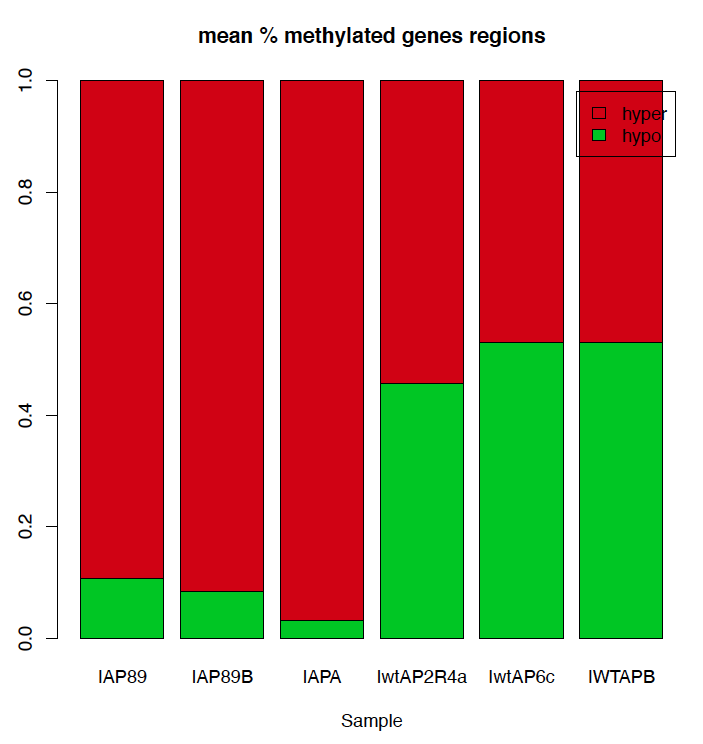 mean % methylated genes regions
1.0
0.8
0.6
0.4
0.2
0.0
hyper
hypo
IAP89 IAP89B IAPA IwtAP2R4a IwtAP6c IWTAPB
Sample